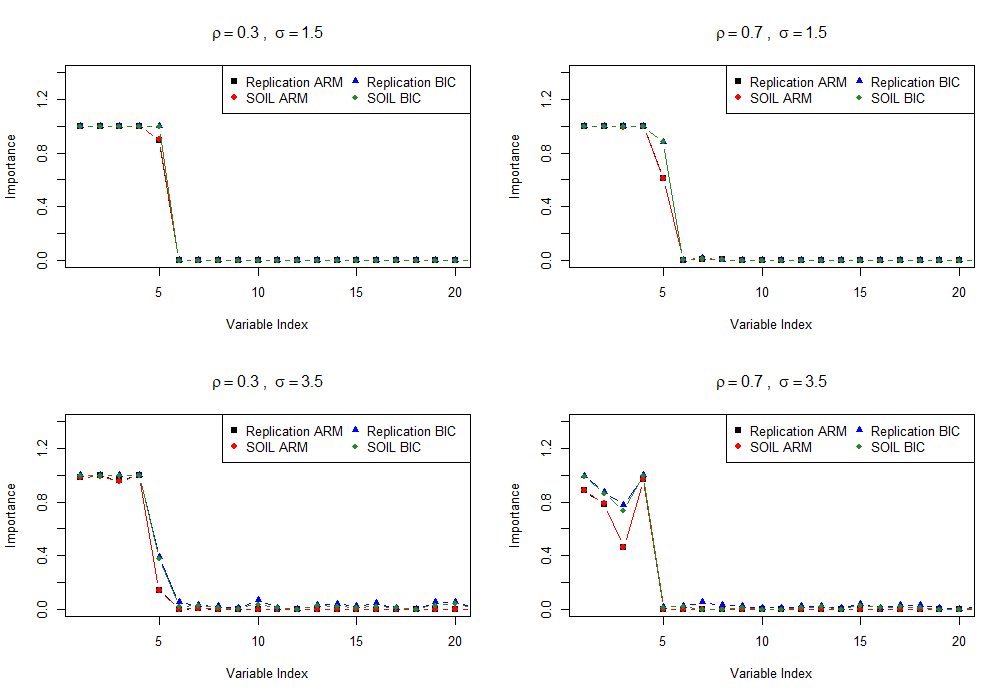 ρ = 0.3 , σ = 1.5
Replication ARM
Replication BIC
SOIL ARM
SOIL BIC
Importance
0.0
0.4
0.8
1.2
5
10
15
20
Variable Index
ρ = 0.7 , σ = 1.5
Replication ARM
Replication BIC
SOIL ARM
SOIL BIC
Importance
0.0
0.4
0.8
1.2
5
10
15
20
Variable Index
ρ = 0.3 , σ = 3.5
Replication ARM
Replication BIC
SOIL ARM
SOIL BIC
Importance
0.0
0.4
0.8
1.2
5
10
15
20
Variable Index
ρ = 0.7 , σ = 3.5
Replication ARM
Replication BIC
SOIL ARM
SOIL BIC
Importance
0.0
0.4
0.8
1.2
5
10
15
20
Variable Index